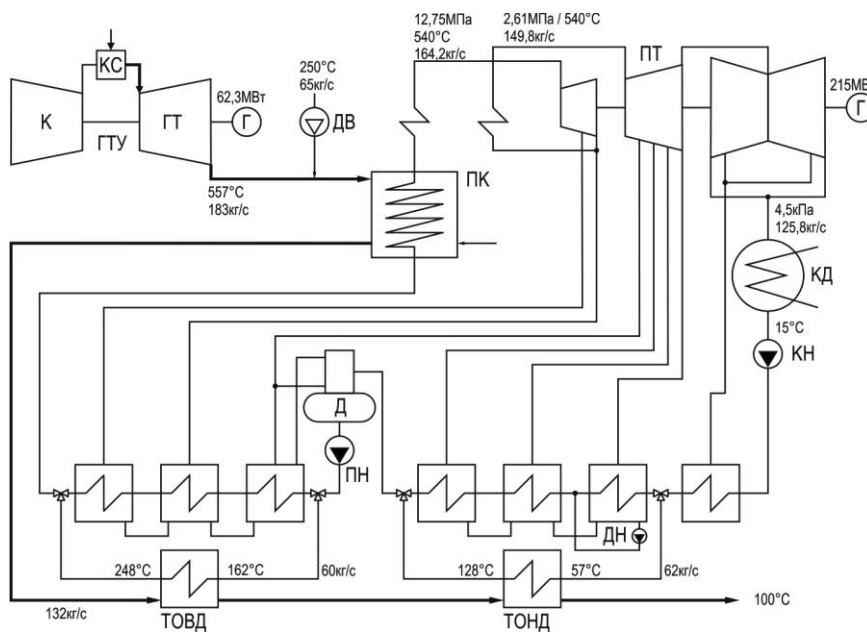 12,75МПа
540°С
164,2кг/с
2,61МПа / 540°С
149,8кг/с
ПТ
КС
250°С
65кг/с
62,3МВт
215МВ
К
ГТ
Г
ДВ
Г
ГТУ
ПК
557°С
183кг/с
4,5кПа
125,8кг/с
КД
15°С
КН
Д
ПН
ДН
248°С
162°С
60кг/с
128°С
57°С
62кг/с
132кг/с
ТОВД
ТОНД
100°С